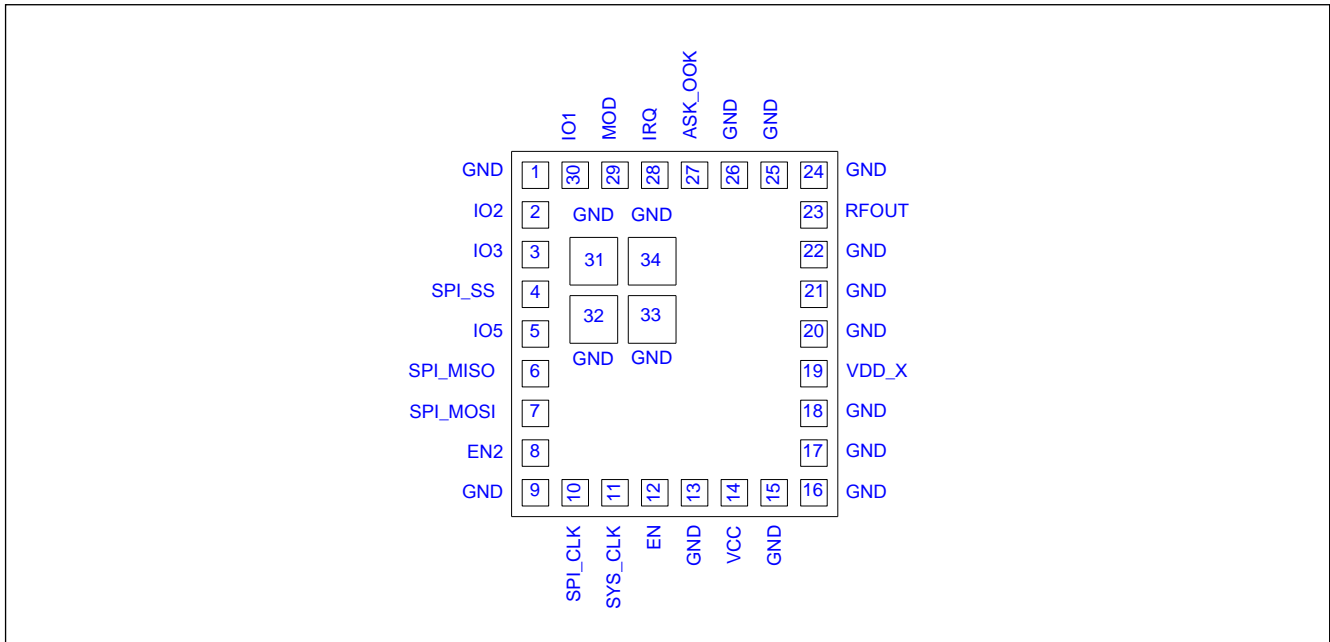 IO1
MOD
IRQ
ASK_OOK
GND
GND
GND 1 30 29 28 27 26 25 24 GND
IO2 2 GND GND 23 RFOUT
IO3 3 31 34 22 GND
SPI_SS 4 21 GND
IO5 5 32 33 20 GND
SPI_MISO 6 GND GND 19 VDD_X
SPI_MOSI 7 18 GND
EN2 8 17 GND
GND 9 10 11 12 13 14 15 16 GND
SPI_CLK
SYS_CLK
EN
GND
VCC
GND